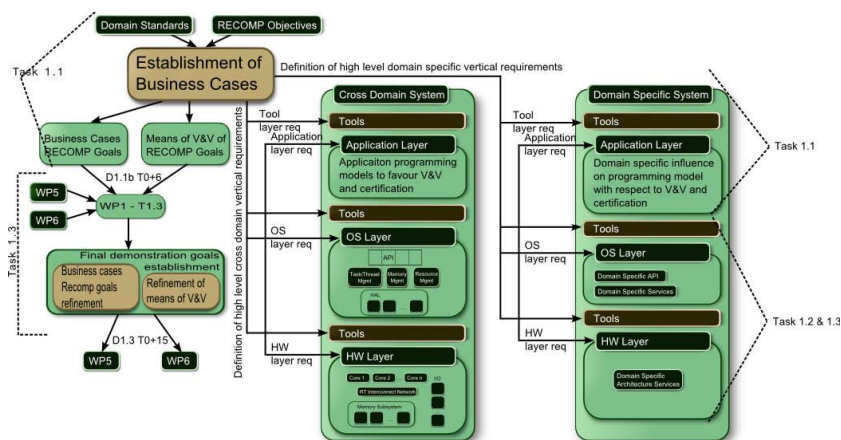 Domain Standards
RECOMP Objectives
Establishment of
Business Cases
Task 1.1
Business Cases
RECOMP Goals
Means of V&V of
RECOMP Goals
D1.1b T0+6
WP5
WP6
WP1 - T1.3
Task 1.3
Final demonstration goals
establishment
Business cases
Recomp goals
refinement
Refinement of
means of V&V
D1.3 T0+15
WP5
WP6
Definition of high level domain specific vertical requirements
Definition of high level cross domain vertical requirements
Cross Domain System
Tool
layer req
Tools
Application
layer req
Application Layer
Applicaiton programming
models to favour V&V
and certification
Tools
OS
layer req
OS Layer
API
Task/Thread
Mgmt
Memory
Mgmt
Resource
Mgmt
HAL
...
Tools
HW
layer req
HW Layer
Core 1
Core 2
...
Core n
I/O
RT Interconnect Network
Memory Subsystem
...
Domain Specific System
Tool
layer req
Tools
Application
layer req
Application Layer
Domain specific influence
on programming model
with respect to V&V and
certification
Tools
OS
layer req
OS Layer
Domain Specific API
Domain Specific Services
Tools
HW
layer req
HW Layer
Domain Specific
Architecture Services
Task 1.1
Task 1.2 & 1.3